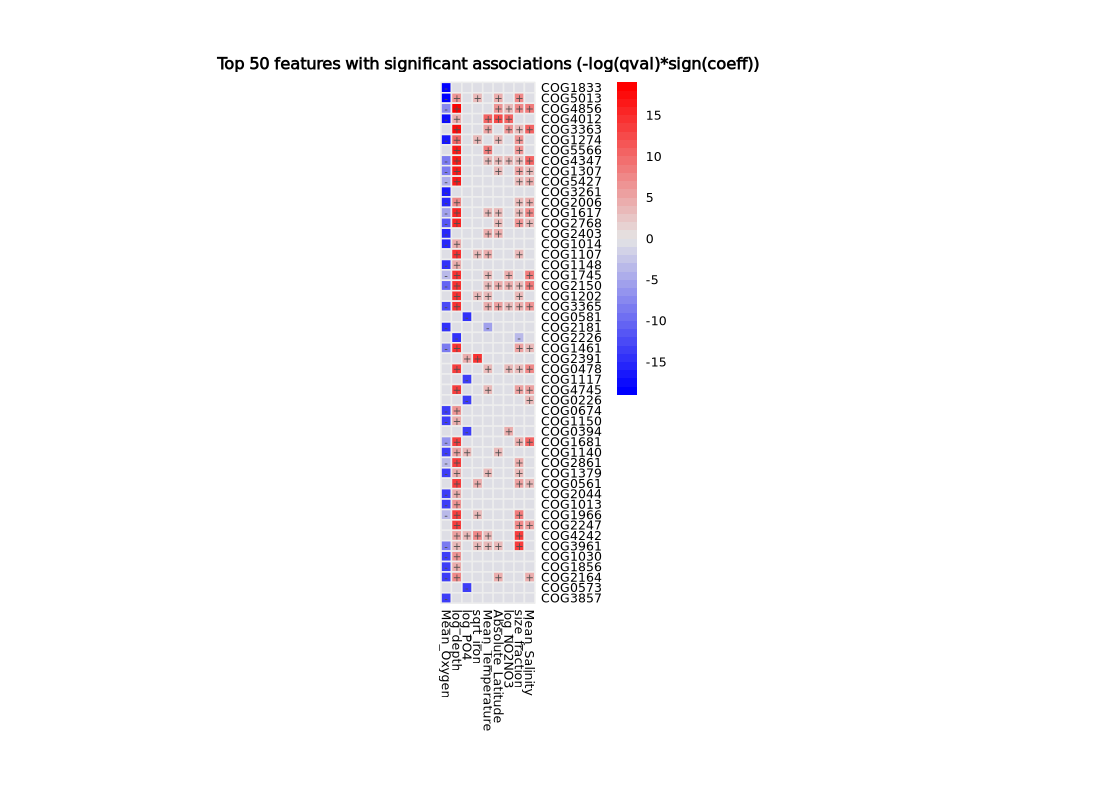 Top 50 features with significant associations (-log(qval)*sign(coeff))
COG1833
COG5013
COG4856
COG4012
COG3363
COG1274
COG5566
COG4347
COG1307
COG5427
COG3261
COG2006
COG1617
COG2768
COG2403
COG1014
COG1107
COG1148
COG1745
COG2150
COG1202
COG3365
COG0581
COG2181
COG2226
COG1461
COG2391
COG0478
COG1117
COG4745
COG0226
COG0674
COG1150
COG0394
COG1681
COG1140
COG2861
COG1379
COG0561
COG2044
COG1013
COG1966
COG2247
COG4242
COG3961
COG1030
COG1856
COG2164
COG0573
COG3857
15
10
5
0
-5
-10
-15
Mean_Oxygen
log_depth
log_PO4
sqrt_iron
Mean_Temperature
Absolute_Latitude
log_NO2NO3
size_fraction
Mean_Salinity